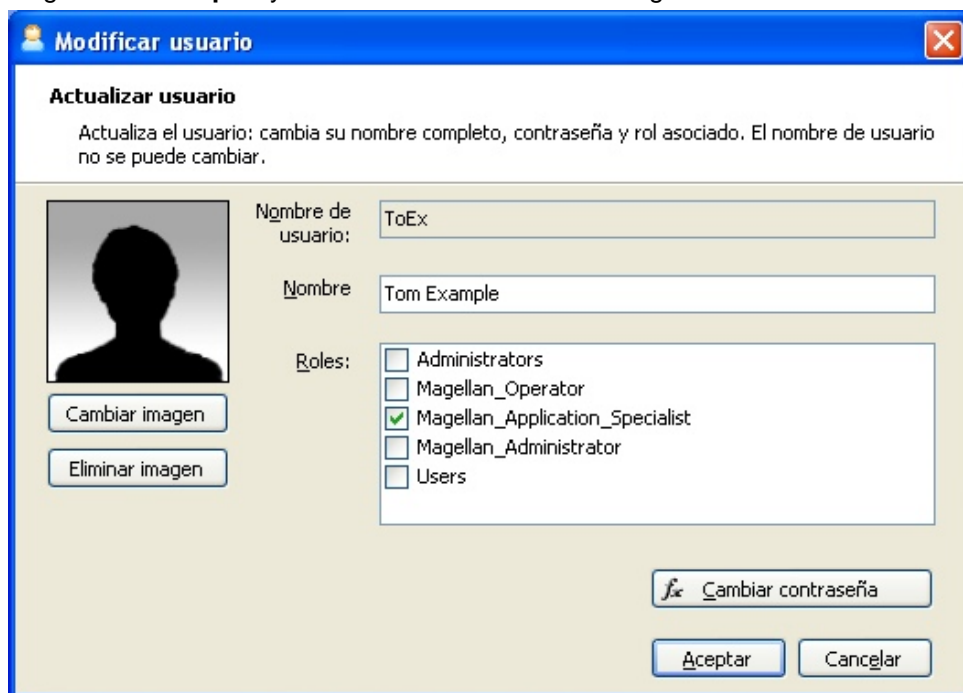 Modificar usuario
Actualizar usuario
Actualiza el usuario: cambia su nombre completo, contraseña y rol asociado. El nombre de usuario
no se puede cambiar.
Nombre de
usuario:
ToEx
Nombre
Tom Example
Roles:
Administrators
Magellan_Operator
Magellan_Application_Specialist
Magellan_Administrator
Users
Cambiar imagen
Eliminar imagen
fx Cambiar contraseña
Aceptar
Cancelar